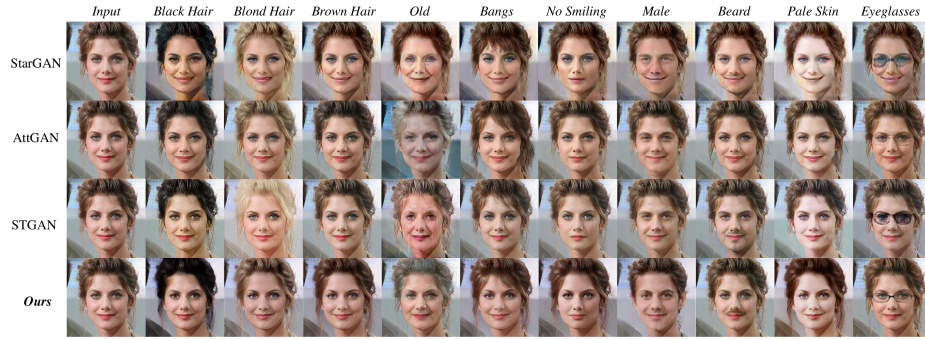 Input Black Hair Blond Hair Brown Hair Old Bangs No Smiling Male Beard Pale Skin Eyeglasses
StarGAN
AttGAN
STGAN
Ours